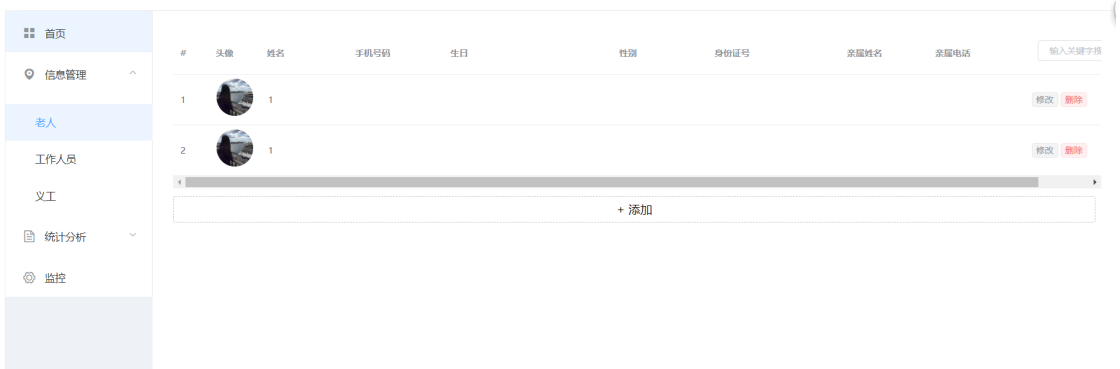 首页
信息管理
老人
工作人员
义工
统计分析
监控
# 头像 姓名 手机号码 生日 性别 身份证号 亲属姓名 亲属电话 输入关键字搜
1 1 修改 删除
2 1 修改 删除
+ 添加